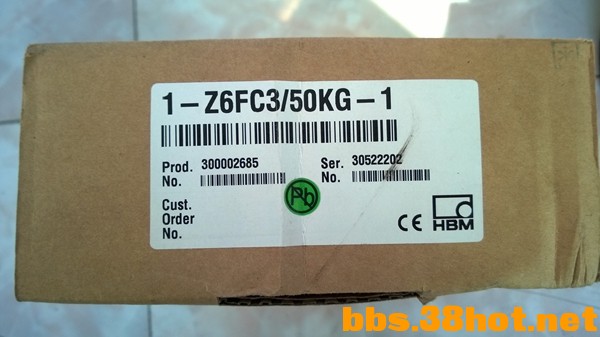 1-Z6FC3/50KG-1
Prod. 300002685 Ser. 30522202
No. No.
Cust.
Order
No.
Pb
CE HBM
bbs.38hot.net